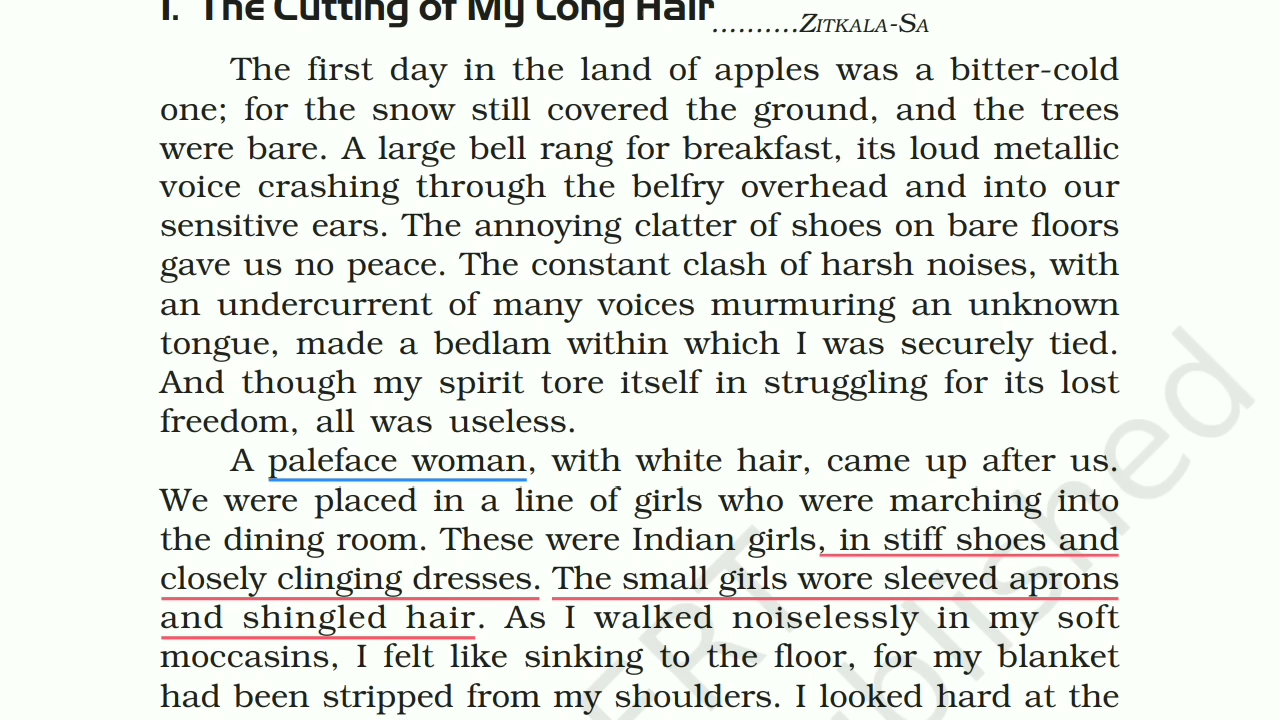 I. The Cutting of My Long Hair..........ZITKALA-SA
The first day in the land of apples was a bitter-cold
one; for the snow still covered the ground, and the trees
were bare. A large bell rang for breakfast, its loud metallic
voice crashing through the belfry overhead and into our
sensitive ears. The annoying clatter of shoes on bare floors
gave us no peace. The constant clash of harsh noises, with
an undercurrent of many voices murmuring an unknown
tongue, made a bedlam within which I was securely tied.
And though my spirit tore itself in struggling for its lost
freedom, all was useless.
A paleface woman, with white hair, came up after us.
We were placed in a line of girls who were marching into
the dining room. These were Indian girls, in stiff shoes and
closely clinging dresses. The small girls wore sleeved aprons
and shingled hair. As I walked noiselessly in my soft
moccasins, I felt like sinking to the floor, for my blanket
had been stripped from my shoulders. I looked hard at the